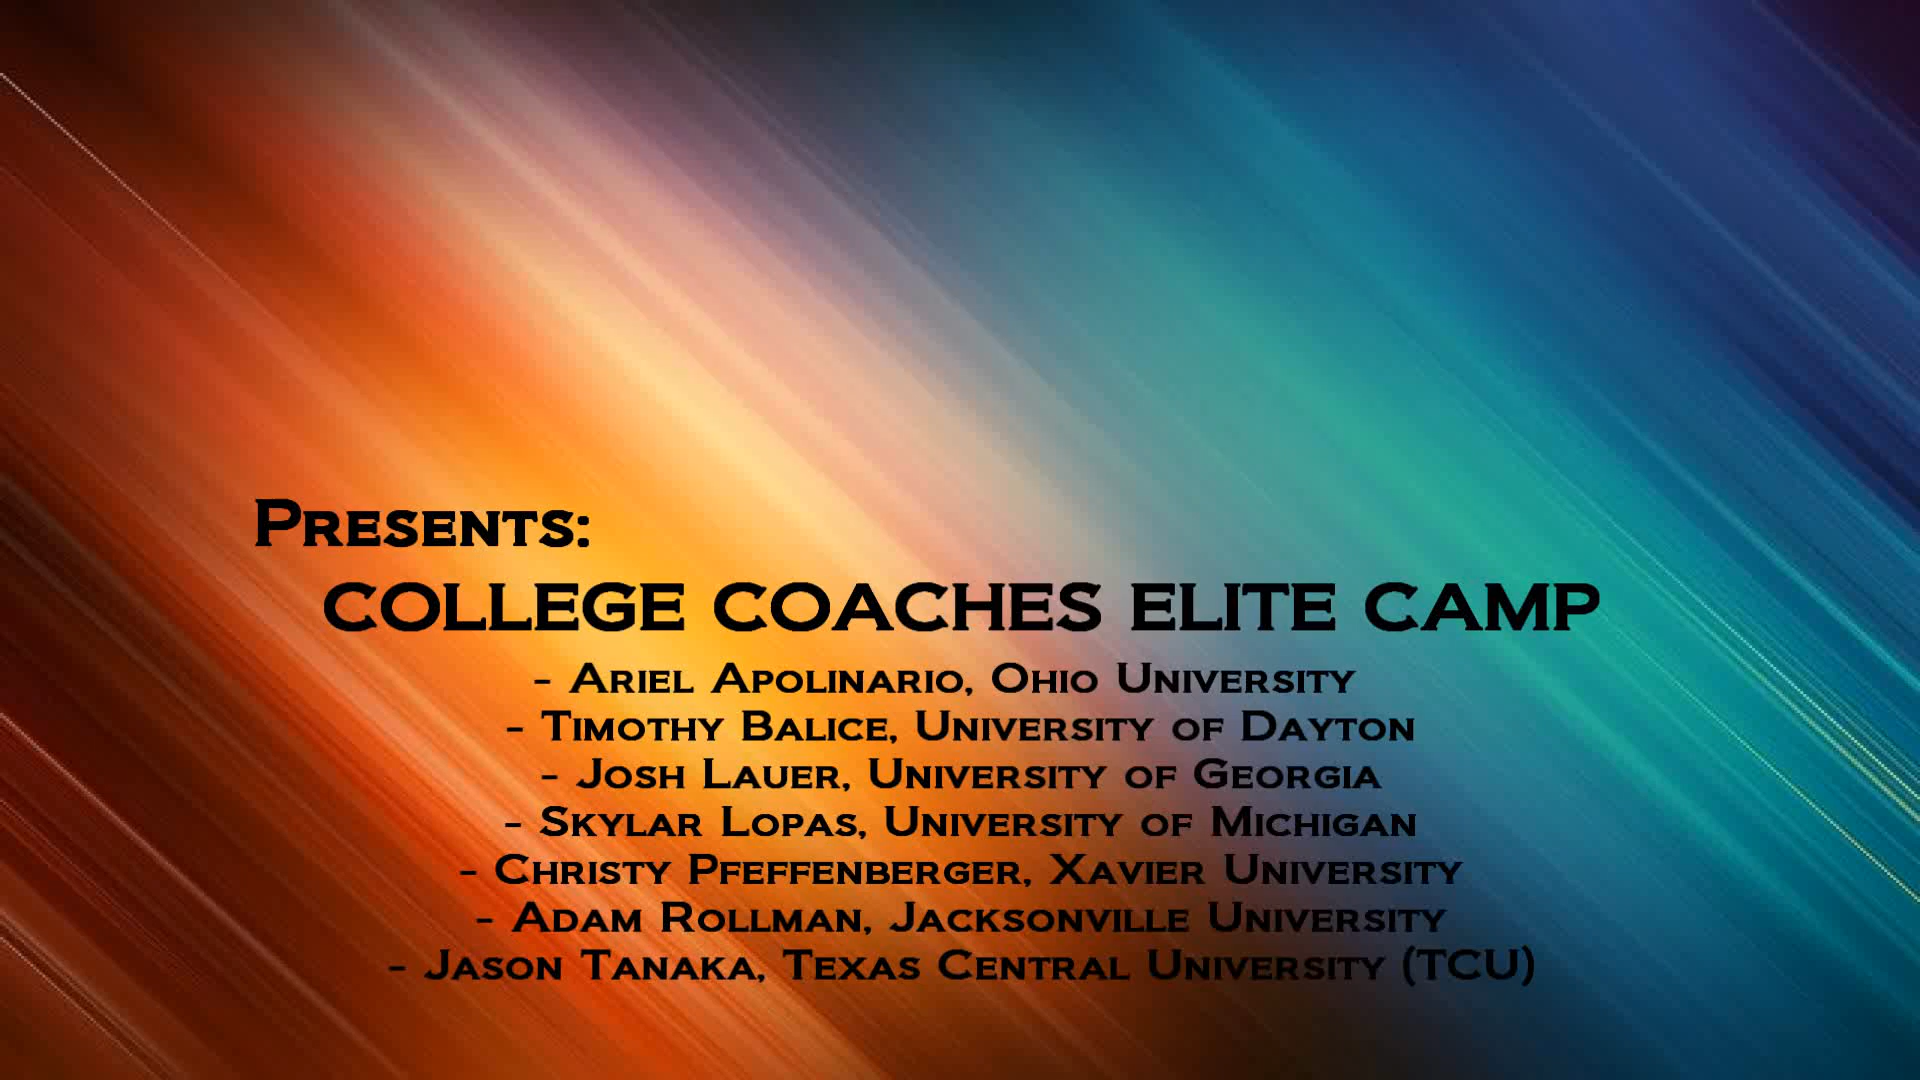 Presents:
COLLEGE COACHES ELITE CAMP
- Ariel Apolinario, Ohio University
- Timothy Balice, University of Dayton
- Josh Lauer, University of Georgia
- Skylar Lopas, University of Michigan
- Christy Pfeffenberger, Xavier University
- Adam Rollman, Jacksonville University
- Jason Tanaka, Texas Central University (TCU)